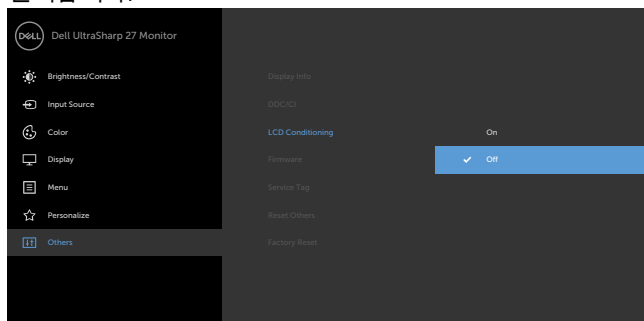 DELL
Dell UltraSharp 27 Monitor
Brightness/Contrast
Input Source
Color
Display
Menu
Personalize
Others
Display Info
DDC/CI
LCD Conditioning
Firmware
Service Tag
Reset Others
Factory Reset
On
Off